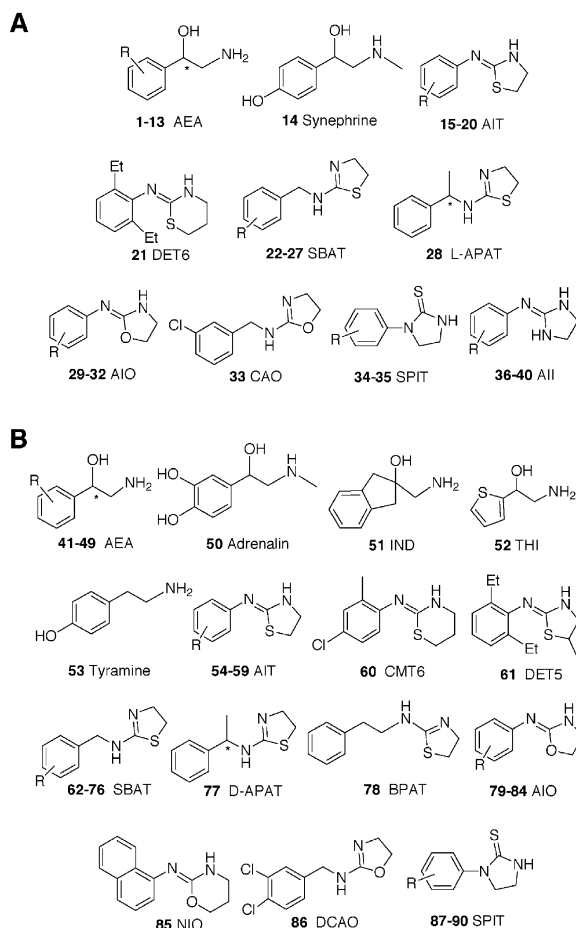 A
R OH NH2 *
1-13 AEA
OH H N HO
14 Synephrine
N H N S R
15-20 AIT
Et N H N S Et
21 DET6
N S N H R
22-27 SBAT
N S N H *
28 L-APAT
N H N O R
29-32 AIO
Cl N O N H
33 CAO
S N NH R
34-35 SPIT
N H N HN R
36-40 AII
B
R OH NH2 *
41-49 AEA
OH H N HO HO
50 Adrenalin
OH NH2
51 IND
S OH NH2
52 THI
NH2 HO
53 Tyramine
N H N S R
54-59 AIT
N H N S Cl
60 CMT6
Et N H N S Et
61 DET5
N S N H R
62-76 SBAT
N S N H *
77 D-APAT
H N N S
78 BPAT
N H N O R
79-84 AIO
N H N O
85 NIO
Cl Cl N O N H
86 DCAO
S N NH R
87-90 SPIT